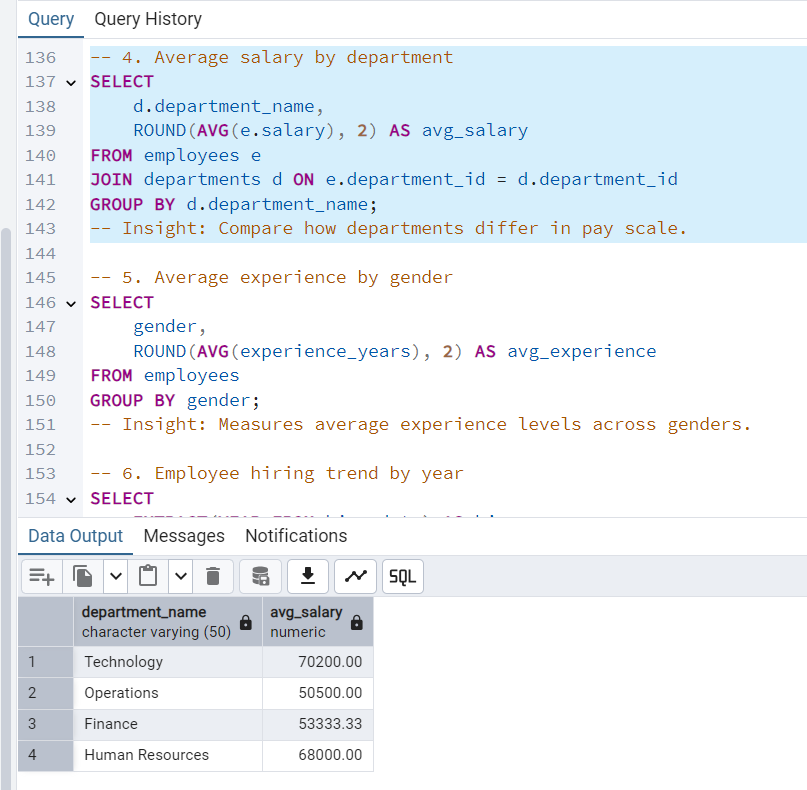 Query Query History
136 -- 4. Average salary by department
137 SELECT
138 d.department_name,
139 ROUND(AVG(e.salary), 2) AS avg_salary
140 FROM employees e
141 JOIN departments d ON e.department_id = d.department_id
142 GROUP BY d.department_name;
143 -- Insight: Compare how departments differ in pay scale.
144
145 -- 5. Average experience by gender
146 SELECT
147 gender,
148 ROUND(AVG(experience_years), 2) AS avg_experience
149 FROM employees
150 GROUP BY gender;
151 -- Insight: Measures average experience levels across genders.
152
153 -- 6. Employee hiring trend by year
154 SELECT
Data Output Messages Notifications
SQL
department_name avg_salary
character varying (50) numeric
1 Technology 70200.00
2 Operations 50500.00
3 Finance 53333.33
4 Human Resources 68000.00